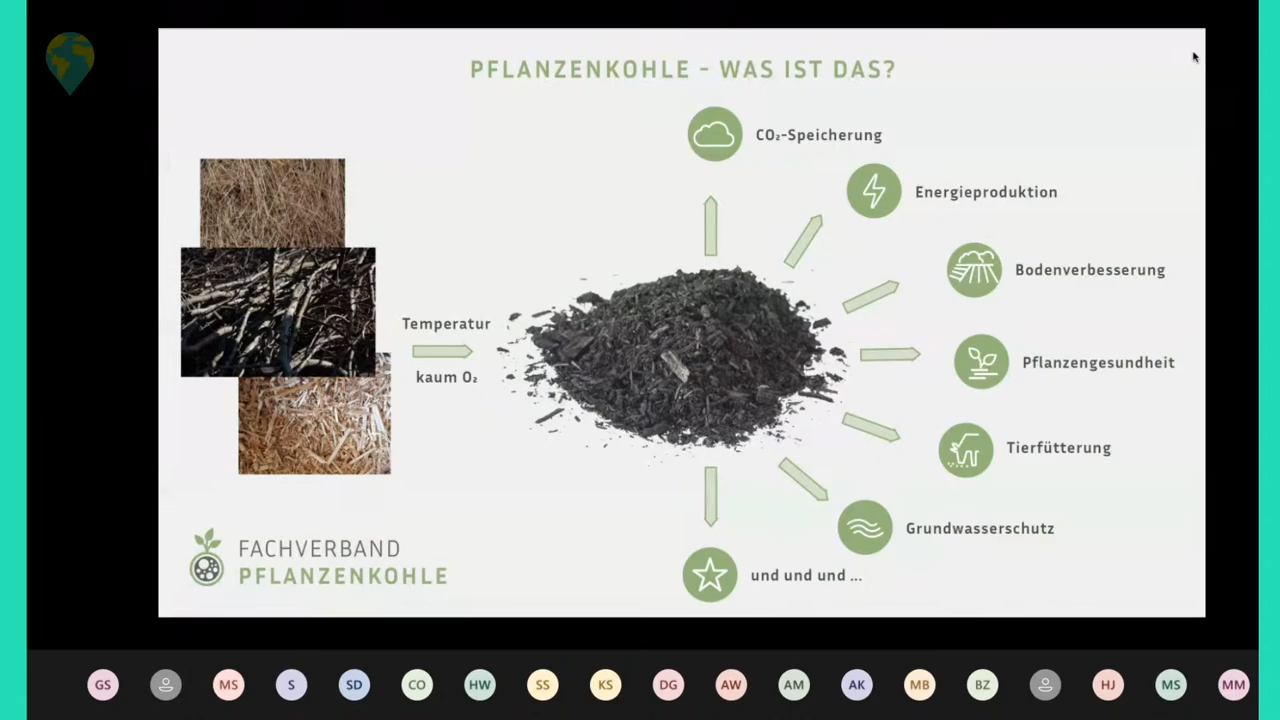 PFLANZENKOHLE - WAS IST DAS?
CO₂-Speicherung
Energieproduktion
Bodenverbesserung
Temperatur
kaum O₂
Pflanzengesundheit
Tierfütterung
Grundwasserschutz
und und und ...
FACHVERBAND
PFLANZENKOHLE
GS MS S SD CO HW SS KS DG AW AM AK MB BZ HJ MS MM